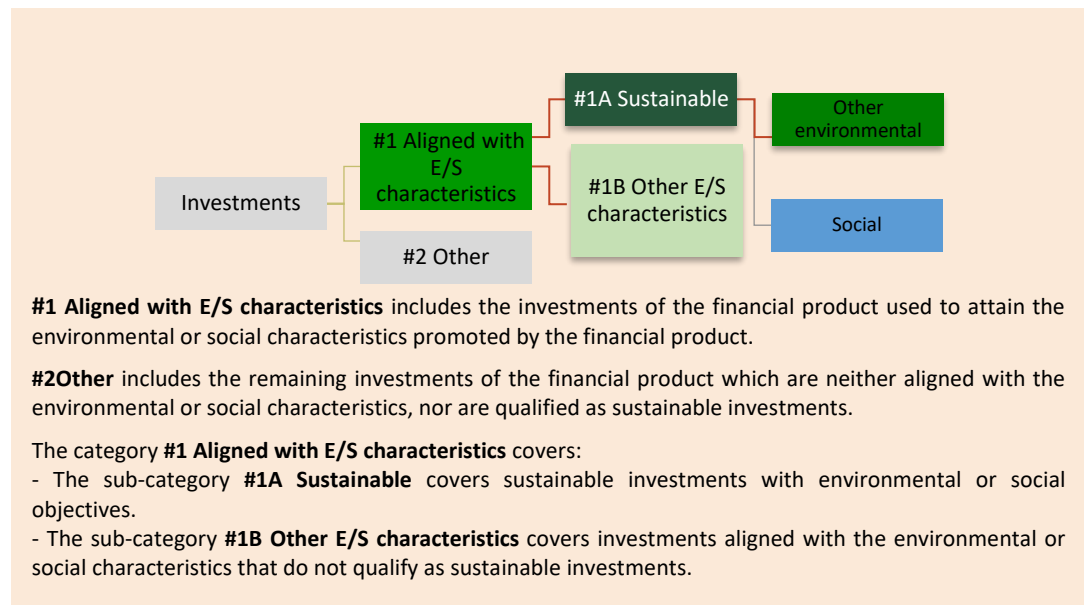 #1A Sustainable
Other
environmental
#1 Aligned with
E/S
characteristics
#1B Other E/S
characteristics
Investments
Social
#2 Other
#1 Aligned with E/S characteristics includes the investments of the financial product used to attain the
environmental or social characteristics promoted by the financial product.
#2Other includes the remaining investments of the financial product which are neither aligned with the
environmental or social characteristics, nor are qualified as sustainable investments.
The category #1 Aligned with E/S characteristics covers:
- The sub-category #1A Sustainable covers sustainable investments with environmental or social
objectives.
- The sub-category #1B Other E/S characteristics covers investments aligned with the environmental or
social characteristics that do not qualify as sustainable investments.